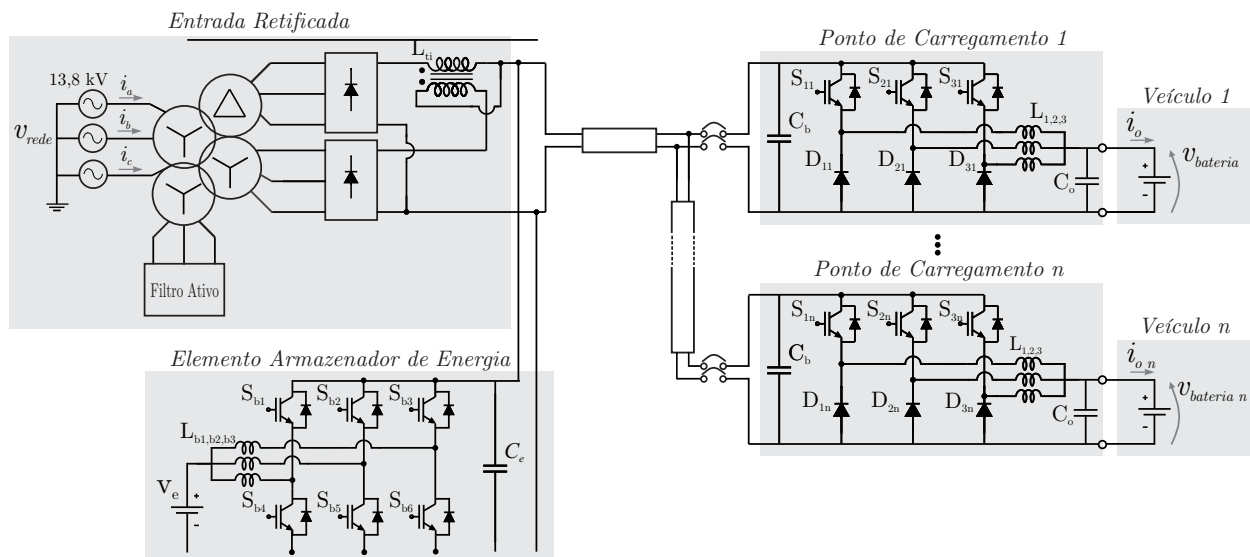 Entrada Retificada
L_ti
13,8 kV
i_a
i_b
i_c
v_rede
Filtro Ativo
Elemento Armazenador de Energia
S_b1
S_b2
S_b3
L_b1,b2,b3
C_e
v_e
+
-
S_b4
S_b5
S_b6
Ponto de Carregamento 1
S_11
S_21
S_31
C_b
L_1,2,3
D_11
D_21
D_31
C_o
Veículo 1
i_o
+
-
v_bateria
Ponto de Carregamento n
S_1n
S_2n
S_3n
C_b
L_1,2,3
D_1n
D_2n
D_3n
C_o
Veículo n
i_o n
+
-
v_bateria n